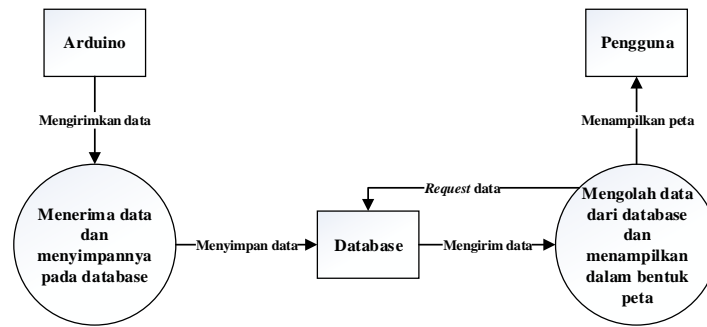 Arduino
Pengguna
Mengirimkan data
Menampilkan peta
Menerima data
dan
menyimpannya
pada database
Menyimpan data
Database
Request data
Mengirim data
Mengolah data
dari database
dan
menampilkan
dalam bentuk
peta